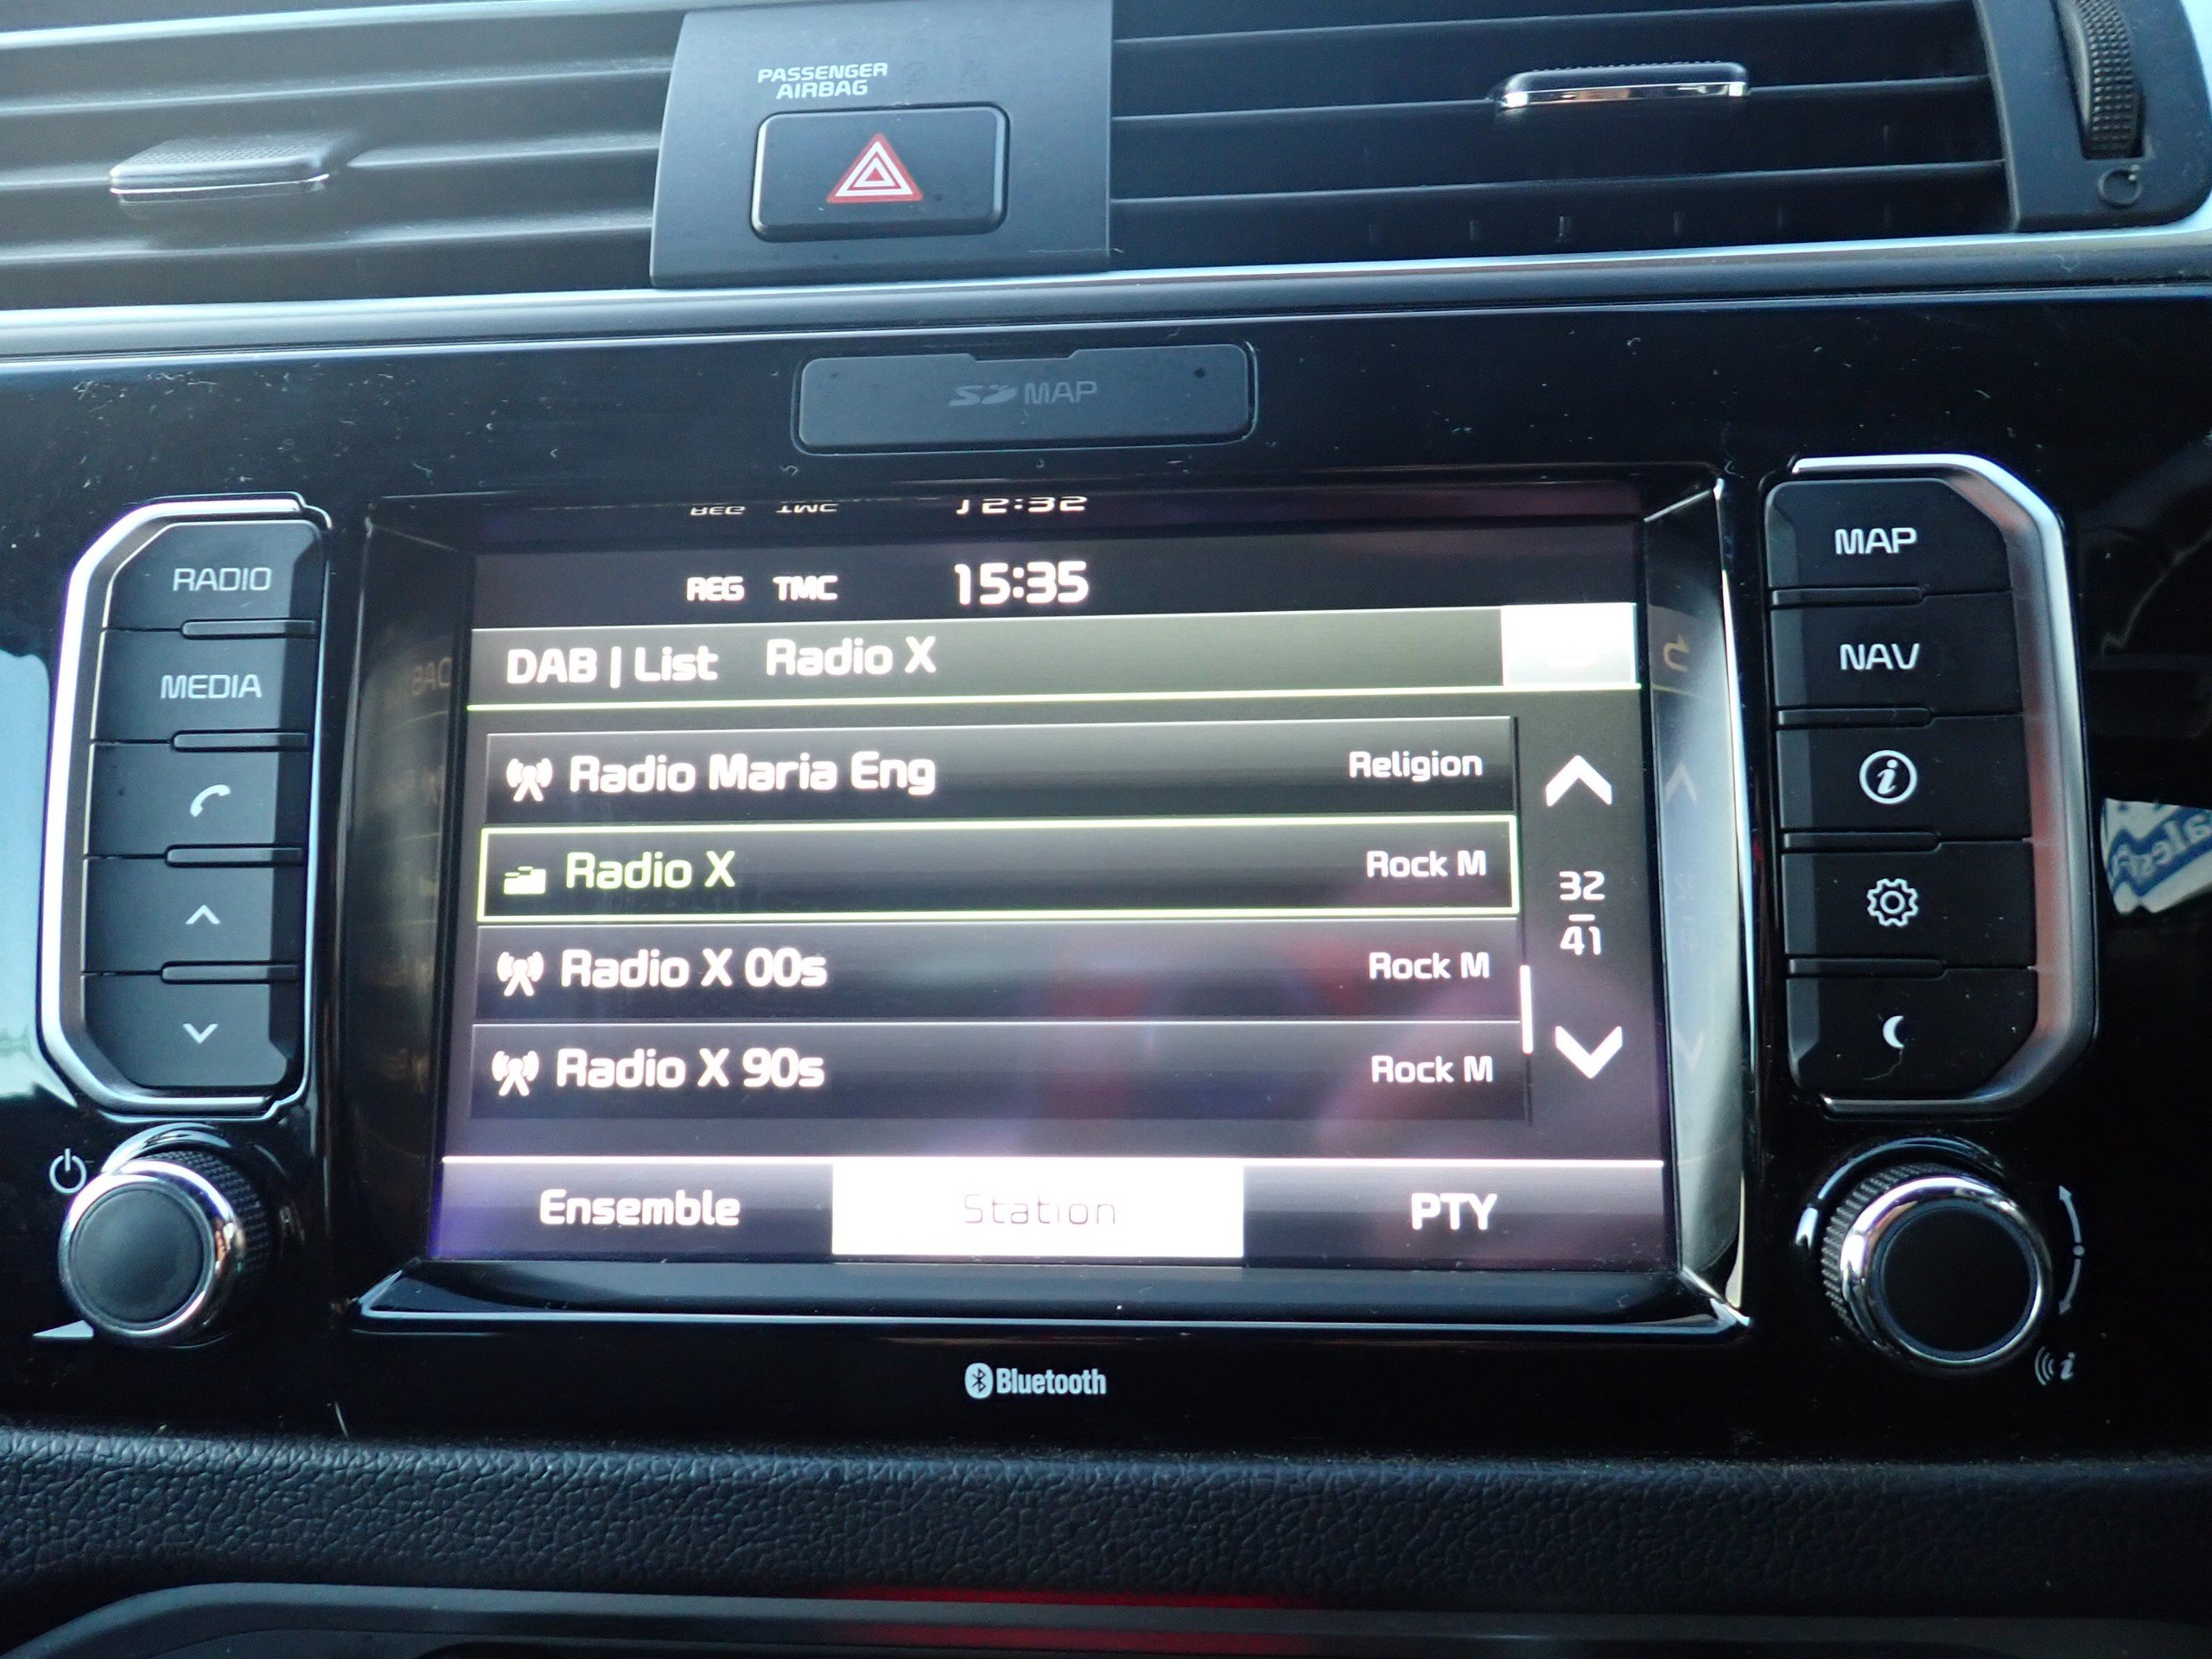 PASSENGER
AIRBAG
SD MAP
RADIO
MEDIA
MAP
NAV
REG TMC 15:35
DAB | List Radio X
Radio Maria Eng Religion
Radio X Rock M
Radio X 00s Rock M
Radio X 90s Rock M
32
41
Ensemble Station PTY
Bluetooth